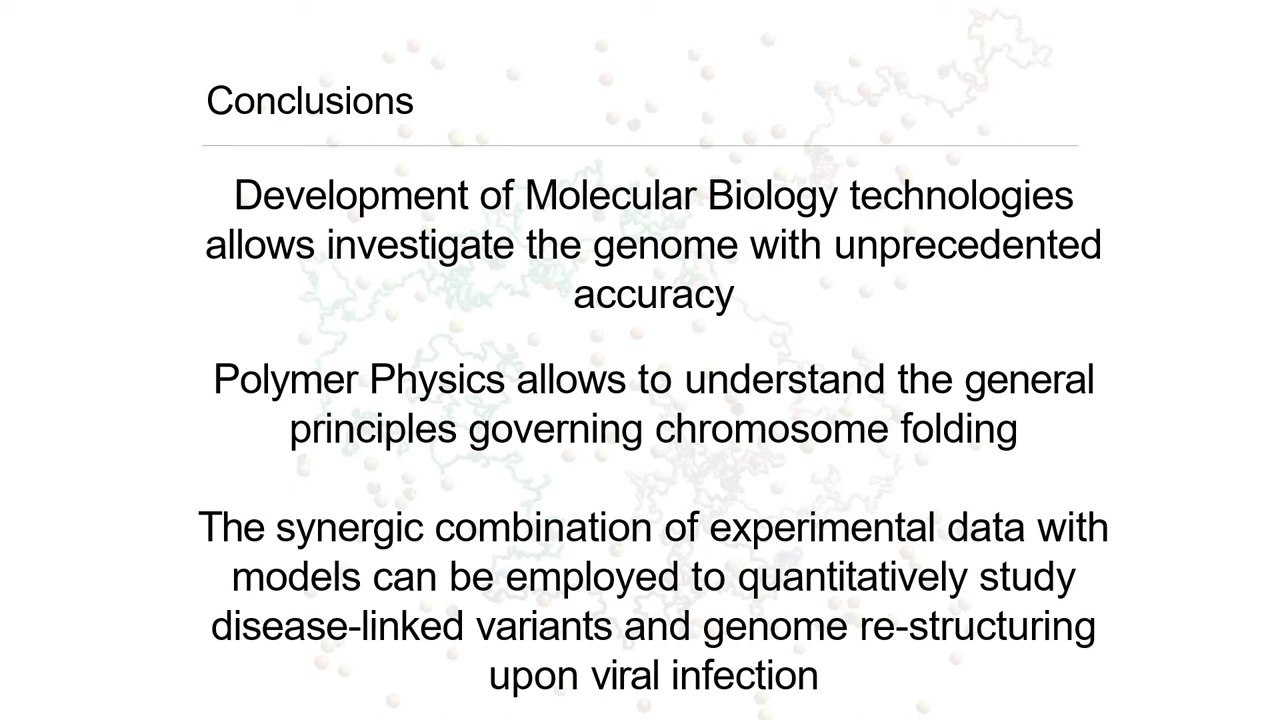 Conclusions
Development of Molecular Biology technologies
allows investigate the genome with unprecedented
accuracy
Polymer Physics allows to understand the general
principles governing chromosome folding
The synergic combination of experimental data with
models can be employed to quantitatively study
disease-linked variants and genome re-structuring
upon viral infection